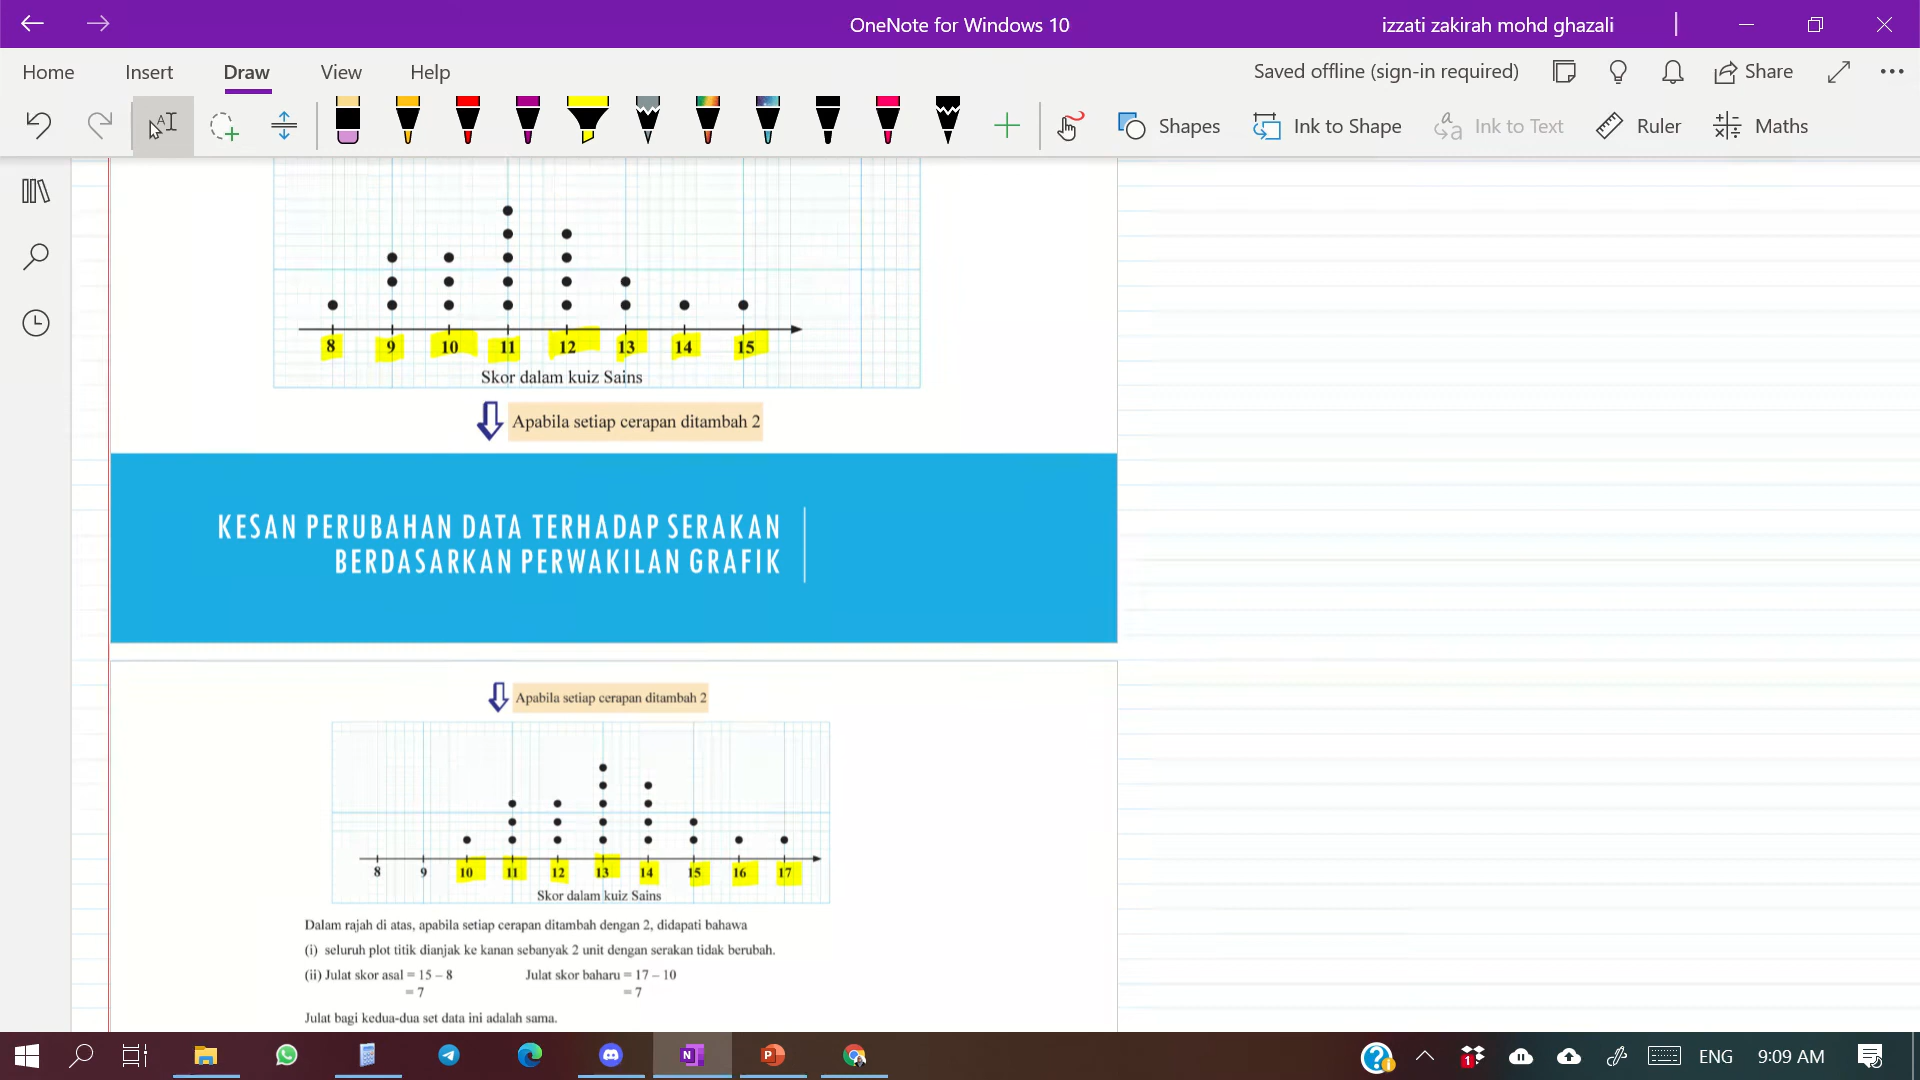 OneNote for Windows 10
izzati zakirah mohd ghazali
Home Insert Draw View Help
Saved offline (sign-in required) Share
Shapes Ink to Shape Ink to Text Ruler Maths
8 9 10 11 12 13 14 15
Skor dalam kuiz Sains
Apabila setiap cerapan ditambah 2
KESAN PERUBAHAN DATA TERHADAP SERAKAN
BERDASARKAN PERWAKILAN GRAFIK
Apabila setiap cerapan ditambah 2
8 9 10 11 12 13 14 15 16 17
Skor dalam kuiz Sains
Dalam rajah di atas, apabila setiap cerapan ditambah dengan 2, didapati bahawa
(i) seluruh plot titik dianjak ke kanan sebanyak 2 unit dengan serakan tidak berubah.
(ii) Julat skor asal = 15 – 8 Julat skor baharu = 17 – 10
= 7 = 7
Julat bagi kedua-dua set data ini adalah sama.
ENG 9:09 AM